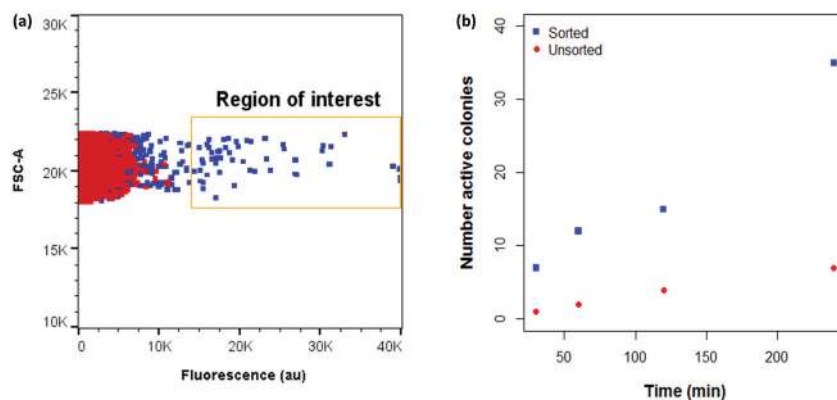 (a)
30K
25K
20K
15K
10K
FSC-A
Region of interest
0 10K 20K 30K 40K
Fluorescence (au)
(b)
40
30
20
10
0
Number active colonies
Sorted
Unsorted
50 100 150 200
Time (min)